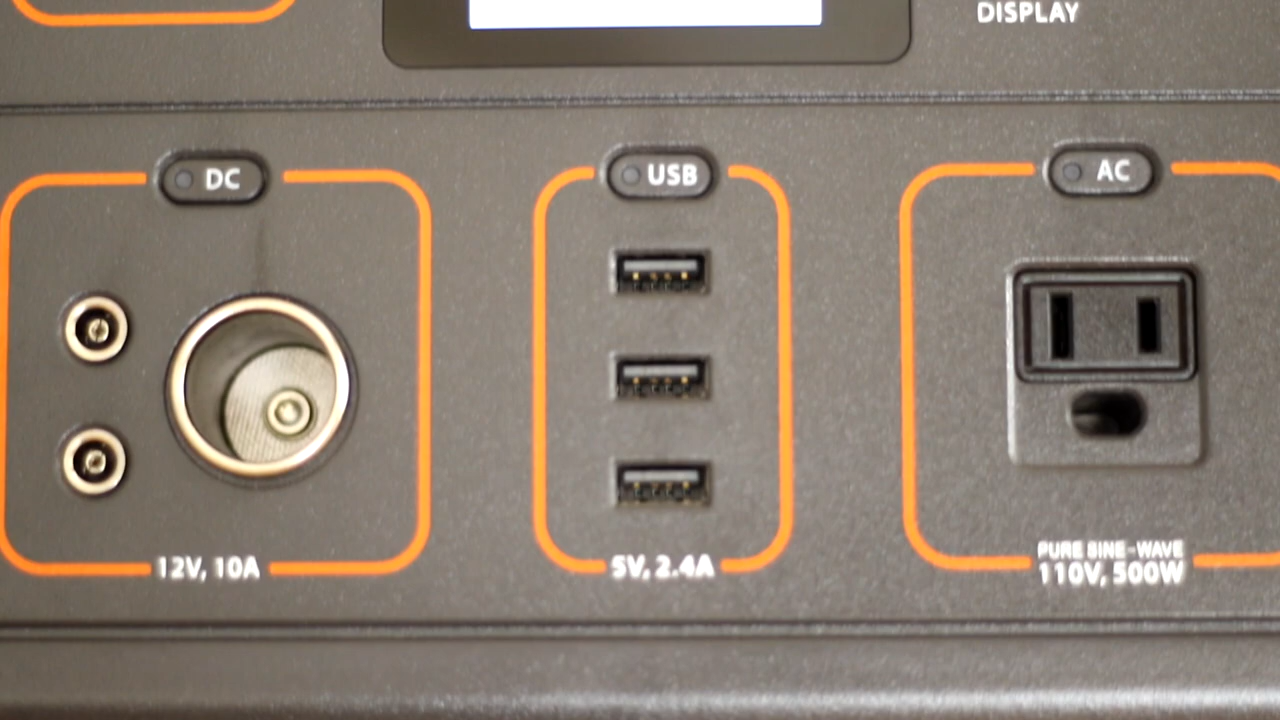 DISPLAY
DC
USB
AC
12V, 10A
5V, 2.4A
PURE SINE-WAVE
110V, 500W